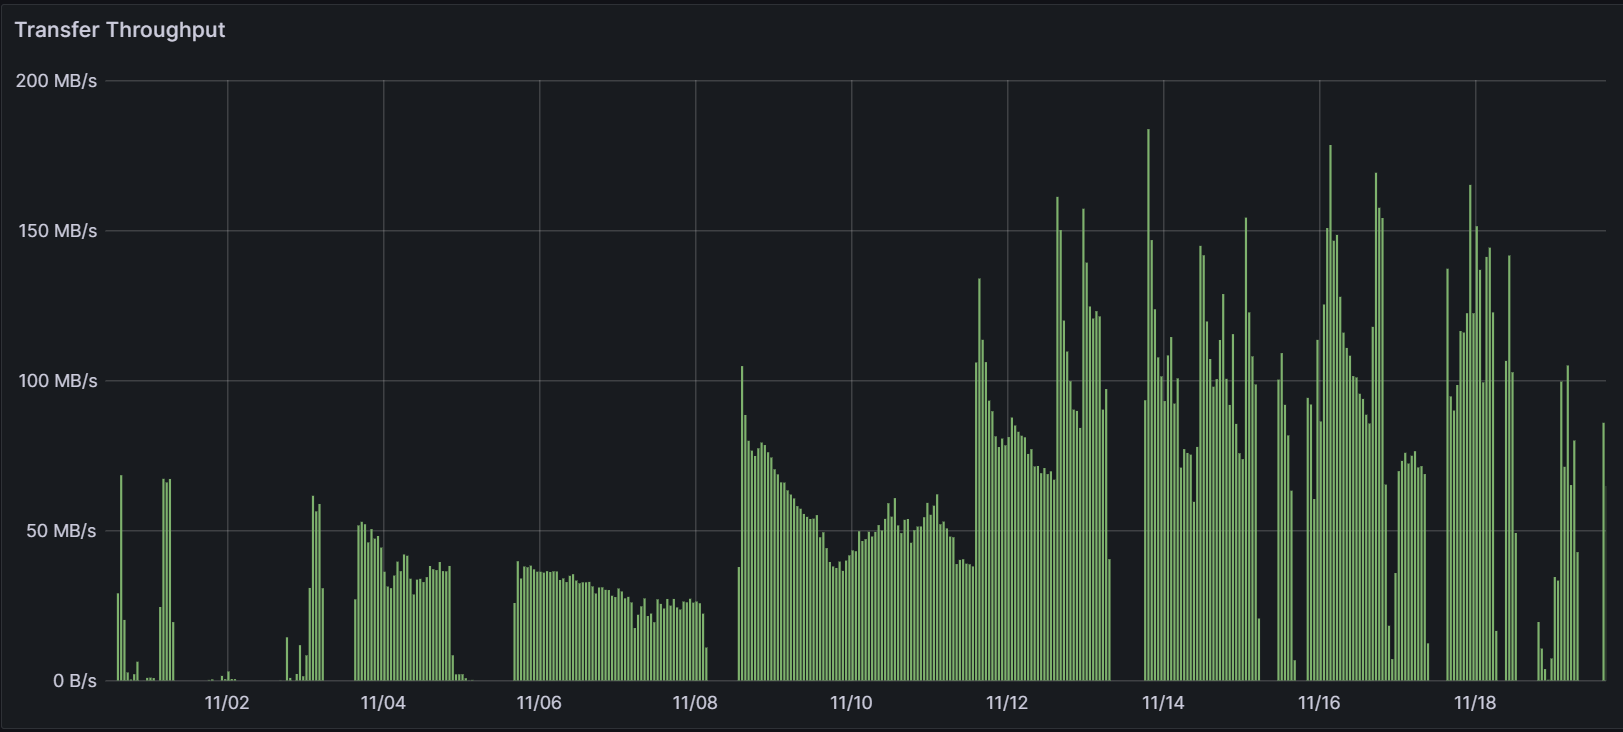 Transfer Throughput
200 MB/s
150 MB/s
100 MB/s
50 MB/s
0 B/s
11/02 11/04 11/06 11/08 11/10 11/12 11/14 11/16 11/18